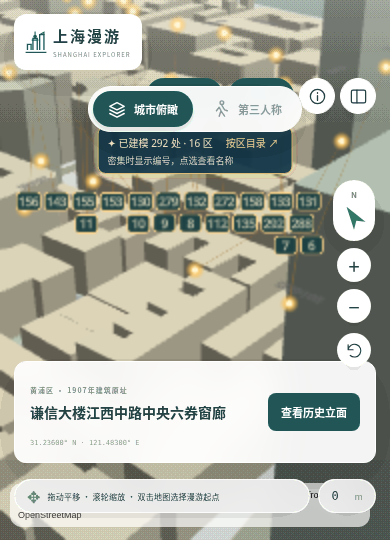 上海漫游
SHANGHAI EXPLORER
城市俯瞰
第三人称
✦ 已建模 292 处 · 16 区 按区目录 ↗
密集时显示编号，点选查看名称
N
156 143 155 153 130 279 132 272 158 133 131
11 10 9 8 112 135 292 288
7 6
+
−
黄浦区 · 1907年建筑原址
谦信大楼江西中路中央六券窗廊
查看历史立面
31.23600° N · 121.48300° E
拖动平移 · 滚轮缩放 · 双击地图选择漫游起点
0 m
OpenStreetMap